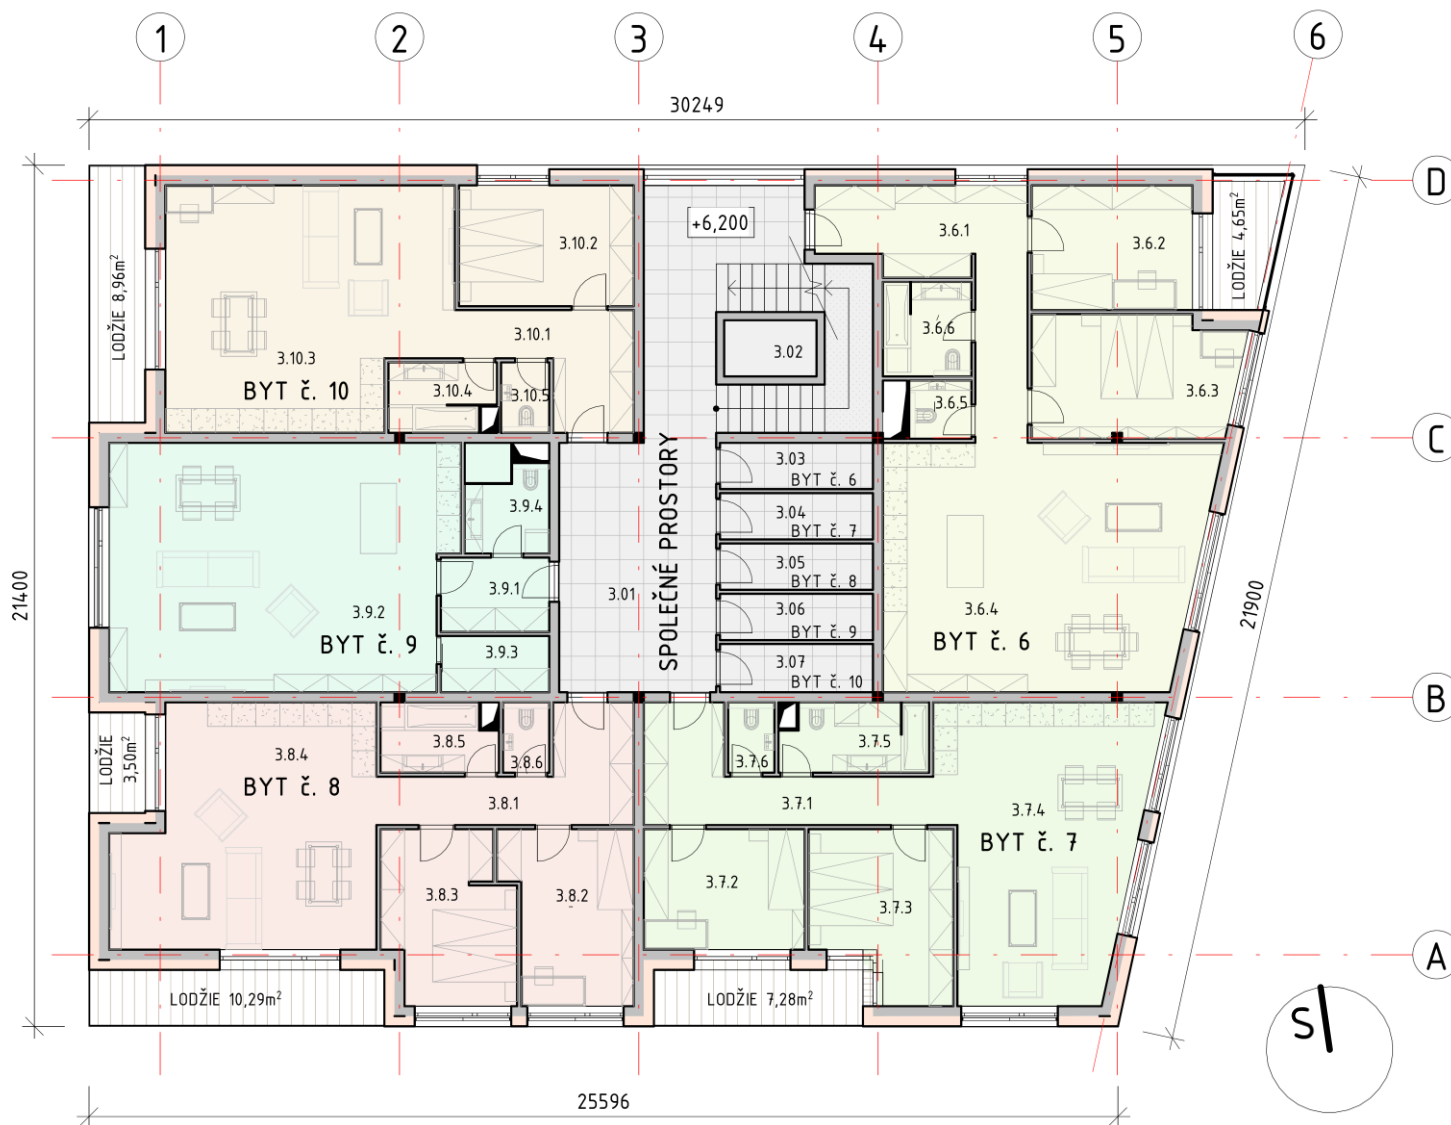 1 2 3 4 5 6
30249
D
+6,200
3.6.1
3.6.2
LODŽIE 4,65m²
3.10.2
LODŽIE 8,96m²
3.10.1
3.6.6
3.02
3.10.3
BYT č. 10
3.10.4
3.10.5
3.6.5
3.6.3
C
SPOLEČNÉ PROSTORY
3.03
BYT č. 6
3.04
BYT č. 7
3.05
BYT č. 8
3.06
BYT č. 9
3.07
BYT č. 10
3.01
3.9.4
3.9.1
3.9.2
BYT č. 9
3.9.3
3.6.4
BYT č. 6
21400
21900
B
LODŽIE
3,50m²
3.8.4
BYT č. 8
3.8.5
3.8.6
3.8.1
3.7.6
3.7.5
3.7.1
3.7.4
BYT č. 7
3.8.3
3.8.2
3.7.2
3.7.3
A
LODŽIE 10,29m²
LODŽIE 7,28m²
S
25596